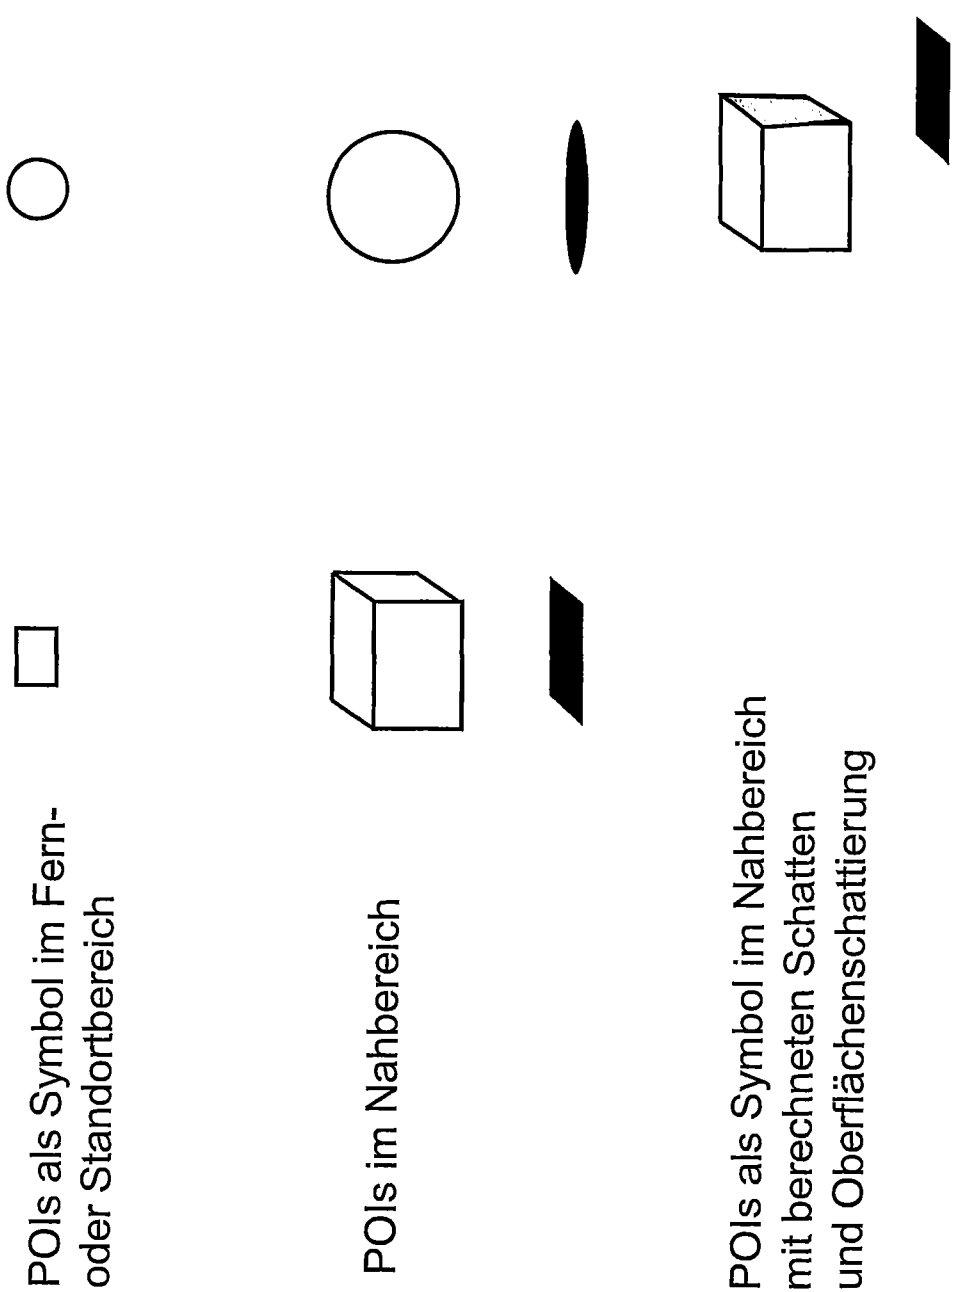 POIs als Symbol im Fern-
oder Standortbereich
POIs im Nahbereich
POIs als Symbol im Nahbereich
mit berechneten Schatten
und Oberflächenschattierung